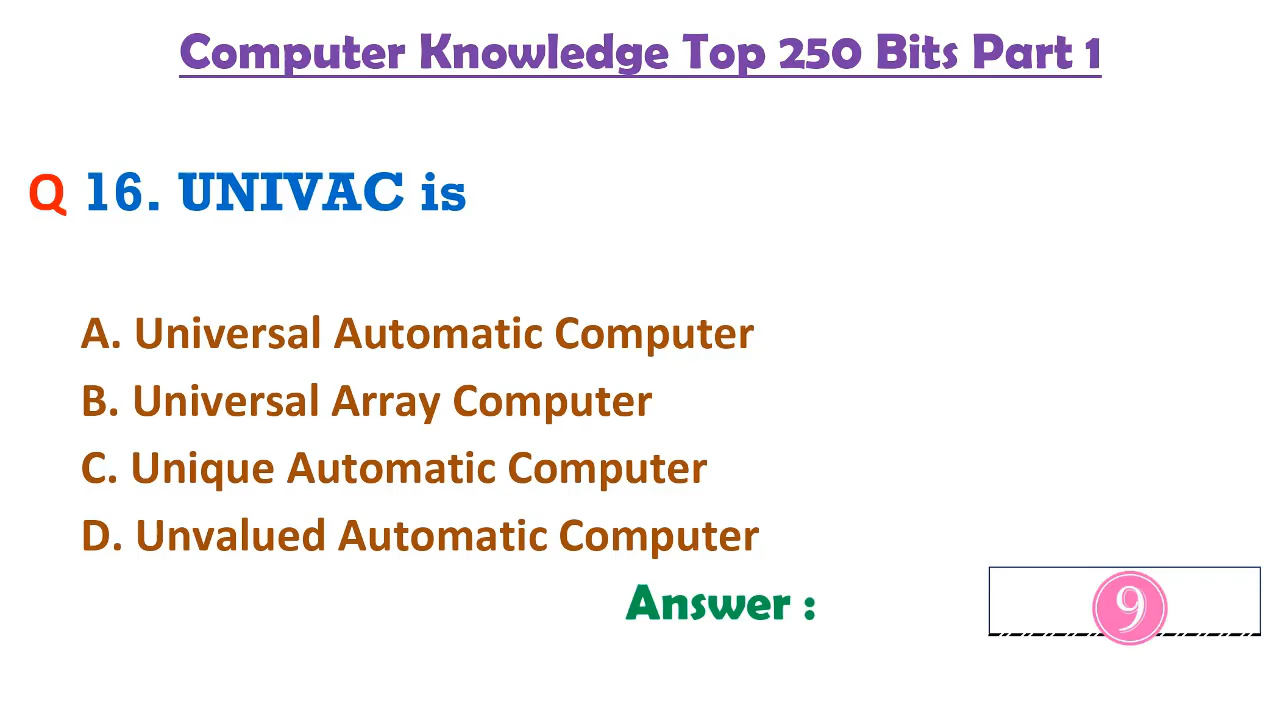 Computer Knowledge Top 250 Bits Part 1
Q 16. UNIVAC is
A. Universal Automatic Computer
B. Universal Array Computer
C. Unique Automatic Computer
D. Unvalued Automatic Computer
Answer :
9